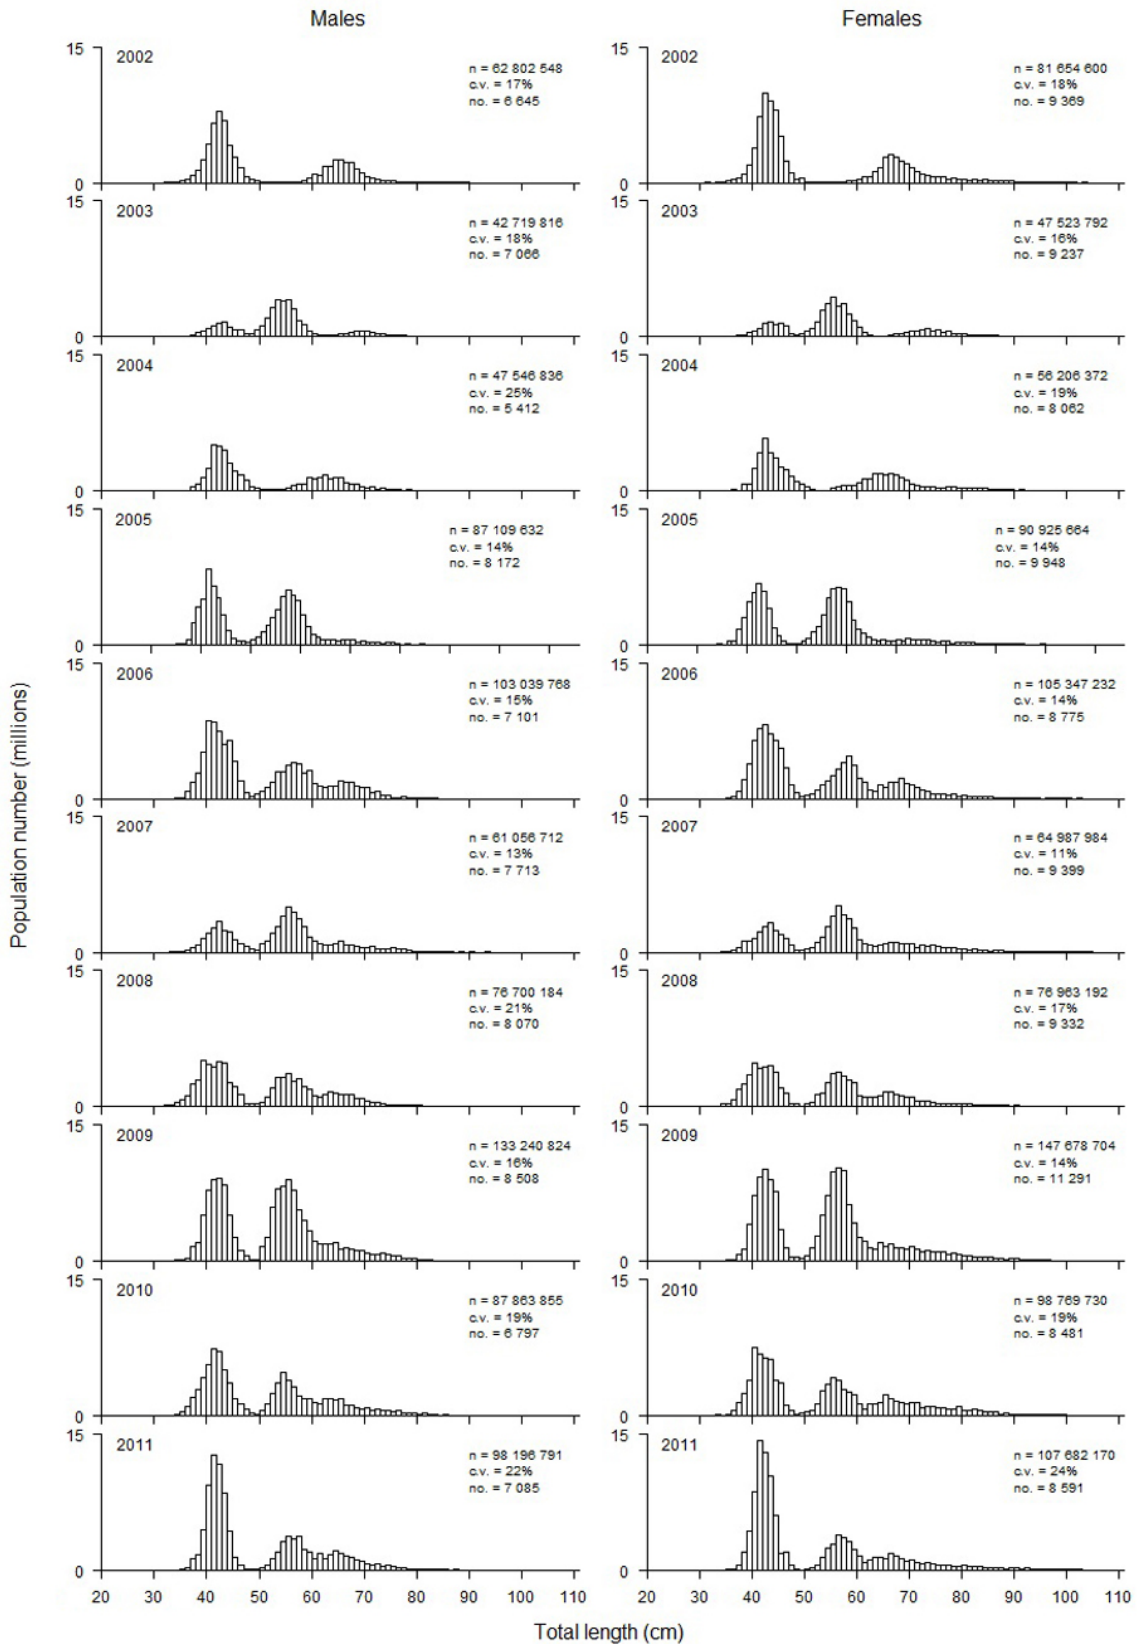 Males
Females
Population number (millions)
15
2002
n = 62 802 548
c.v. = 17%
no. = 6 645
0
15
2002
n = 81 654 600
c.v. = 18%
no. = 9 369
0
15
2003
n = 42 719 816
c.v. = 18%
no. = 7 066
0
15
2003
n = 47 523 792
c.v. = 16%
no. = 9 237
0
15
2004
n = 47 546 836
c.v. = 25%
no. = 5 412
0
15
2004
n = 56 206 372
c.v. = 19%
no. = 8 062
0
15
2005
n = 87 109 632
c.v. = 14%
no. = 8 172
0
15
2005
n = 90 925 664
c.v. = 14%
no. = 9 948
0
15
2006
n = 103 039 768
c.v. = 15%
no. = 7 101
0
15
2006
n = 105 347 232
c.v. = 14%
no. = 8 775
0
15
2007
n = 61 056 712
c.v. = 13%
no. = 7 713
0
15
2007
n = 64 987 984
c.v. = 11%
no. = 9 399
0
15
2008
n = 76 700 184
c.v. = 21%
no. = 8 070
0
15
2008
n = 76 963 192
c.v. = 17%
no. = 9 332
0
15
2009
n = 133 240 824
c.v. = 16%
no. = 8 508
0
15
2009
n = 147 678 704
c.v. = 14%
no. = 11 291
0
15
2010
n = 87 863 855
c.v. = 19%
no. = 6 797
0
15
2010
n = 98 769 730
c.v. = 19%
no. = 8 481
0
15
2011
n = 98 196 791
c.v. = 22%
no. = 7 085
0
15
2011
n = 107 682 170
c.v. = 24%
no. = 8 591
0
20 30 40 50 60 70 80 90 100 110
20 30 40 50 60 70 80 90 100 110
Total length (cm)